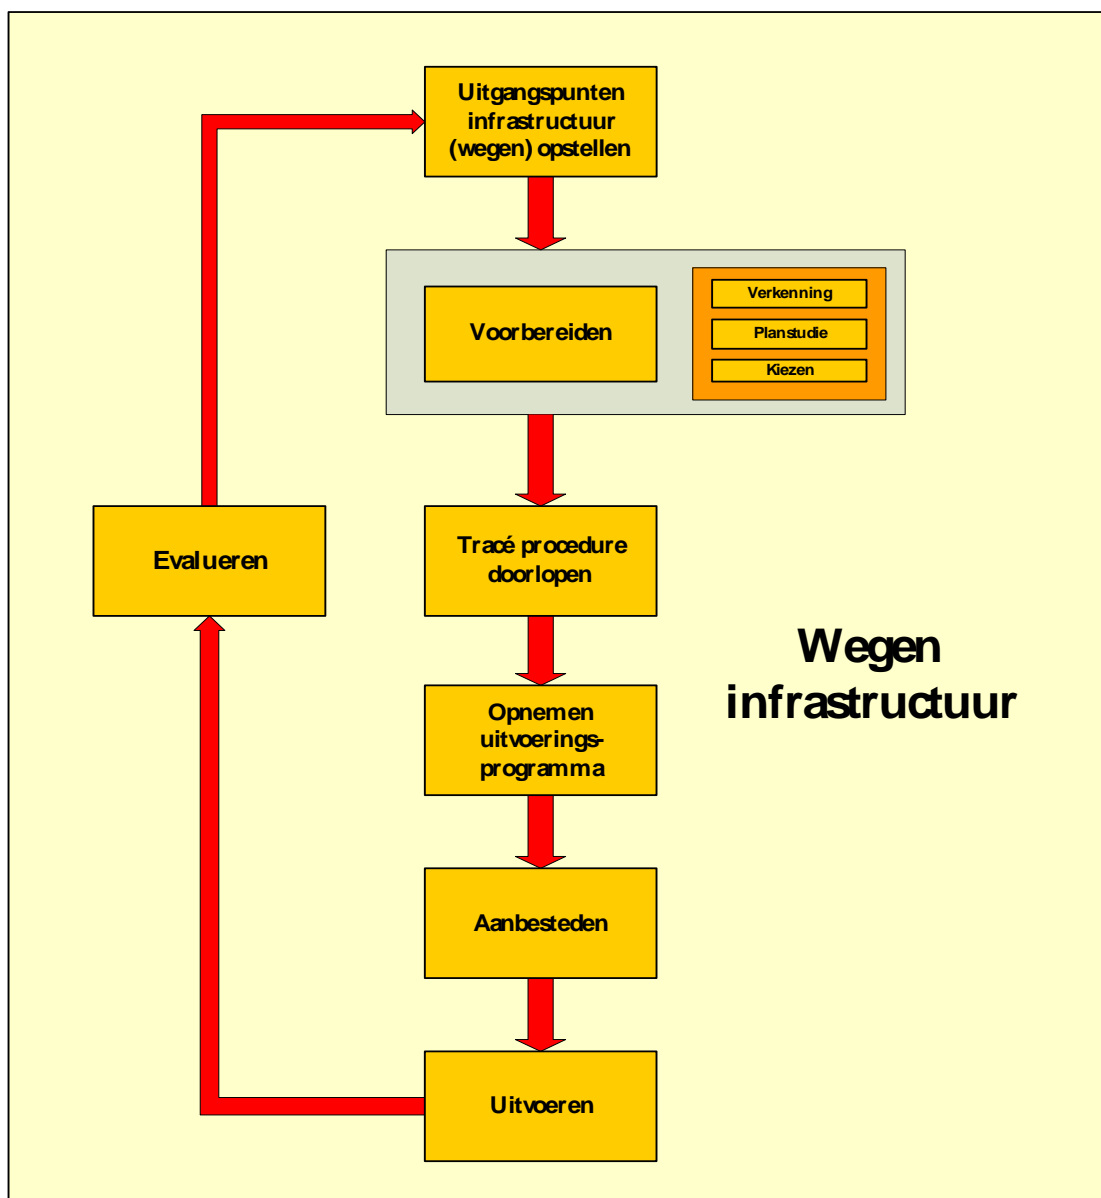 Uitgangspunten
infrastructuur
(wegen) opstellen
Voorbereiden
Verkenning
Planstudie
Kiezen
Evalueren
Tracé procedure
doorlopen
Wegen
infrastructuur
Opnemen
uitvoerings-
programma
Aanbesteden
Uitvoeren